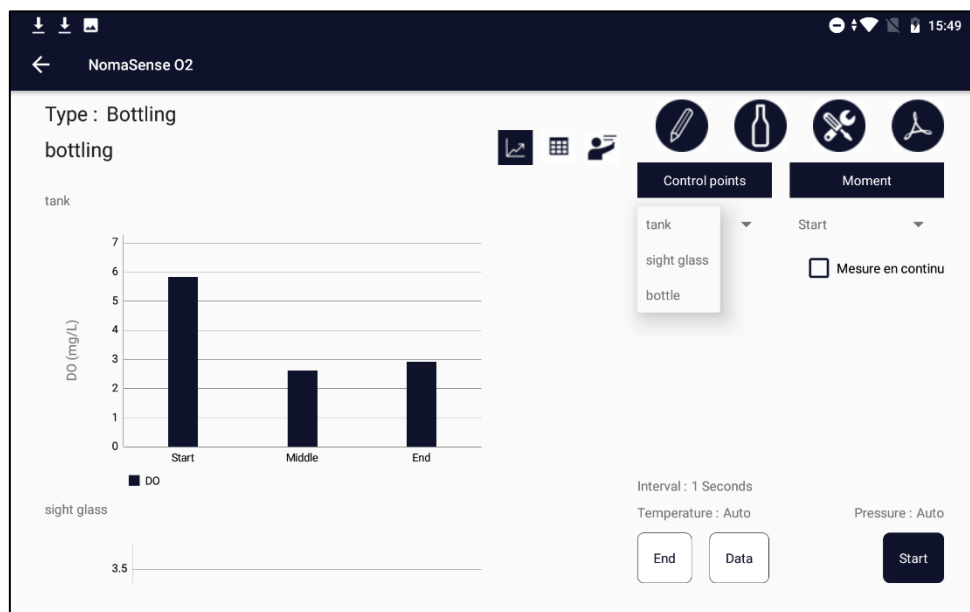 15:49
NomaSense O2
Type : Bottling
bottling
Control points
Moment
tank
tank
Start
sight glass
bottle
Mesure en continu
7
6
5
4
3
2
1
0
DO (mg/L)
Start
Middle
End
DO
sight glass
3.5
Interval : 1 Seconds
Temperature : Auto
Pressure : Auto
End
Data
Start